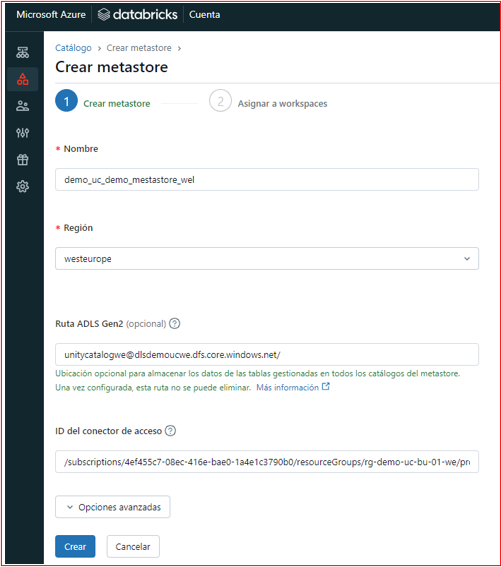 Microsoft Azure databricks Cuenta
Catálogo > Crear metastore >
Crear metastore
1 Crear metastore 2 Asignar a workspaces
* Nombre
demo_uc_demo_mestastore_wel
* Región
westeurope
Ruta ADLS Gen2 (opcional) ?
unitycatalogwe@dlsdemoucwe.dfs.core.windows.net/
Ubicación opcional para almacenar los datos de las tablas gestionadas en todos los catálogos del metastore.
Una vez configurada, esta ruta no se puede eliminar. Más información
ID del conector de acceso ?
/subscriptions/4ef455c7-08ec-416e-bae0-1a4e1c3790b0/resourceGroups/rg-demo-uc-bu-01-we/pro
Opciones avanzadas
Crear Cancelar